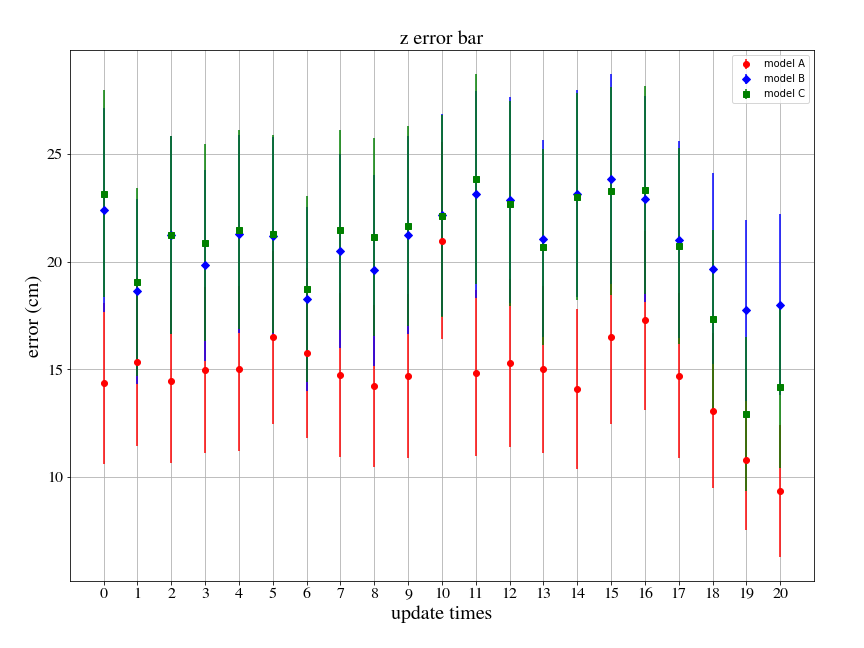 z error bar
model A
model B
model C
25
20
15
10
error (cm)
0 1 2 3 4 5 6 7 8 9 10 11 12 13 14 15 16 17 18 19 20
update times